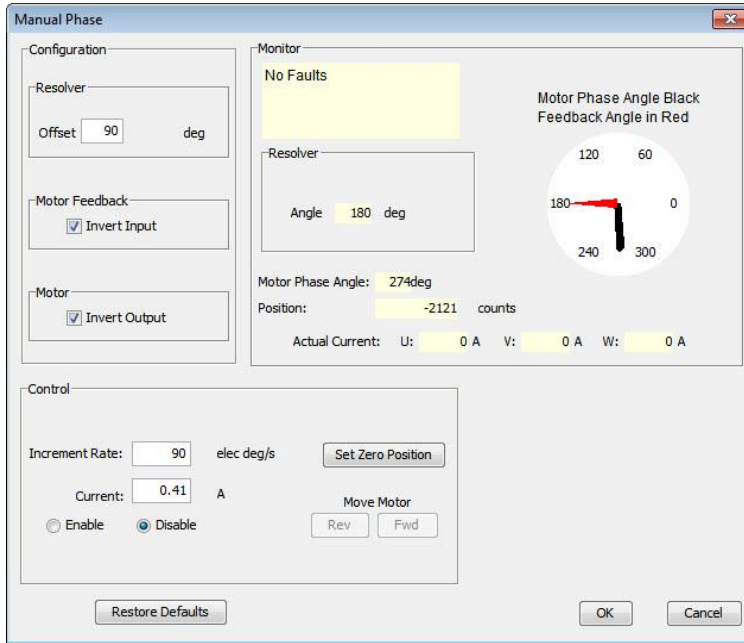 Manual Phase
Configuration
Resolver
Offset 90 deg
Motor Feedback
Invert Input
Motor
Invert Output
Monitor
No Faults
Resolver
Angle 180 deg
Motor Phase Angle Black
Feedback Angle in Red
120 60
180 0
240 300
Motor Phase Angle: 274deg
Position: -2121 counts
Actual Current: U: 0 A V: 0 A W: 0 A
Control
Increment Rate: 90 elec deg/s
Set Zero Position
Current: 0.41 A
Move Motor
Enable Disable
Rev Fwd
Restore Defaults
OK Cancel